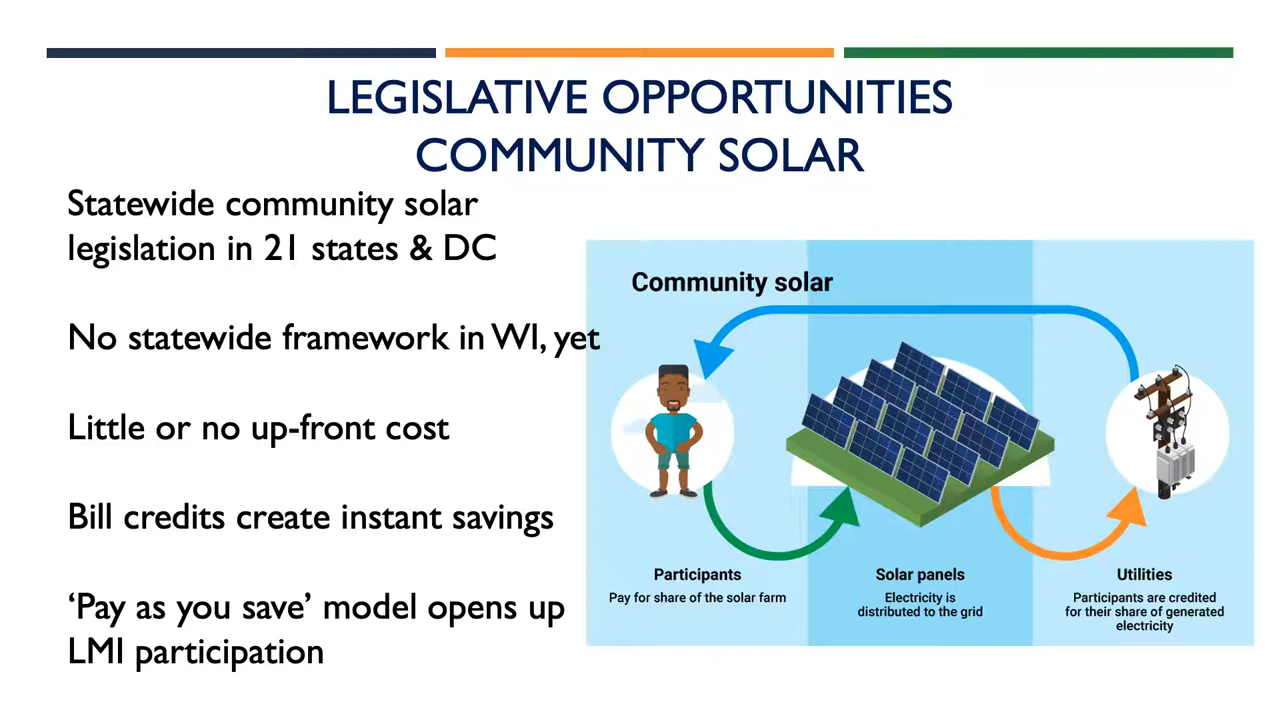 LEGISLATIVE OPPORTUNITIES
COMMUNITY SOLAR
Statewide community solar
legislation in 21 states & DC
No statewide framework in WI, yet
Little or no up-front cost
Bill credits create instant savings
‘Pay as you save’ model opens up
LMI participation
Community solar
Participants
Pay for share of the solar farm
Solar panels
Electricity is
distributed to the grid
Utilities
Participants are credited
for their share of generated
electricity